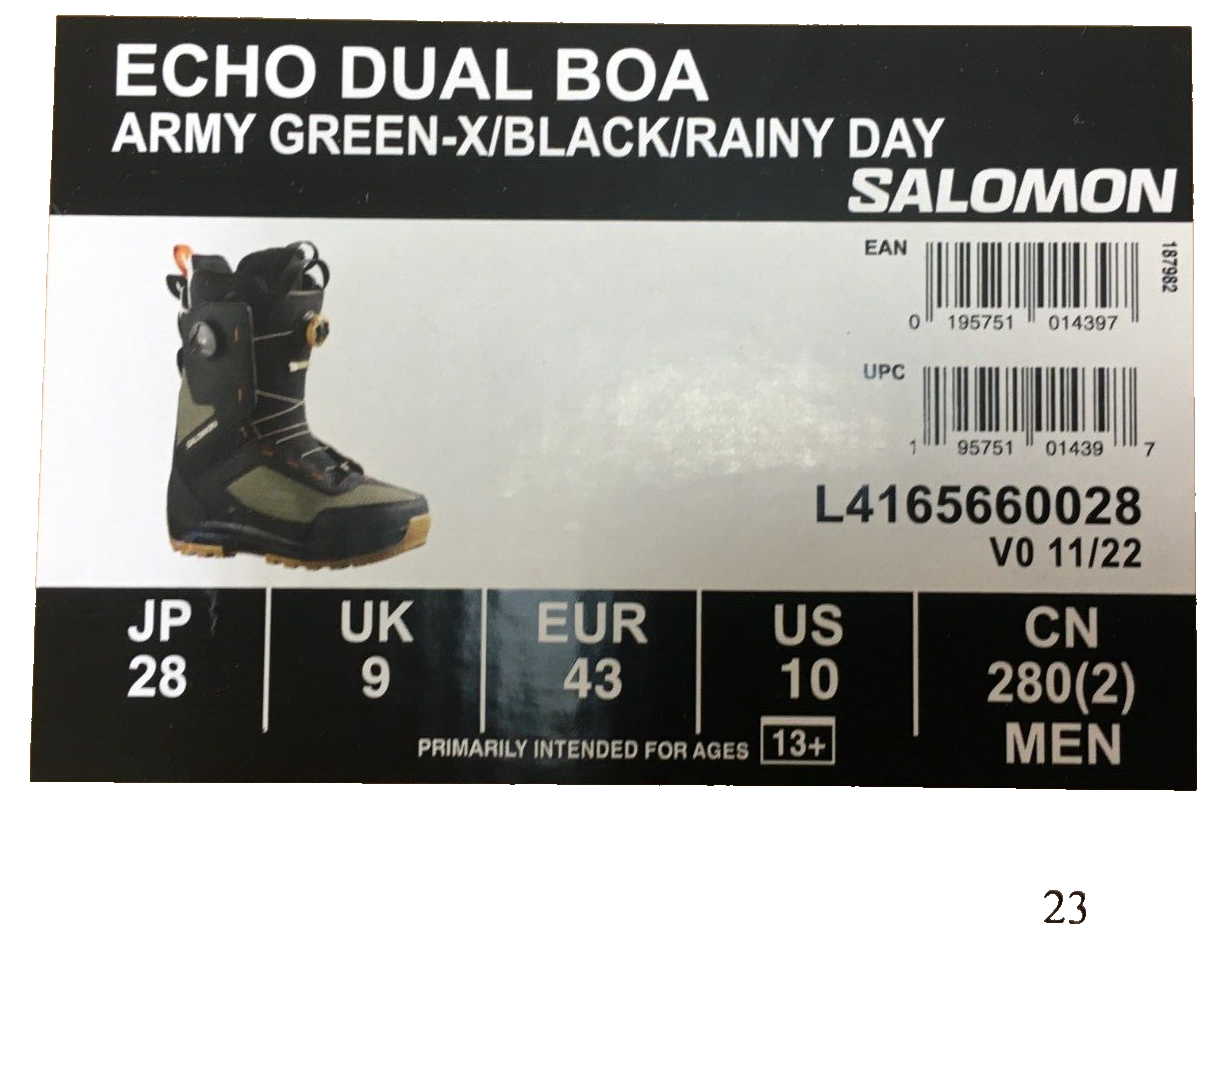 ECHO DUAL BOA
ARMY GREEN-X/BLACK/RAINY DAY
SALOMON
EAN
0 195751 014397
187982
UPC
1 95751 01439 7
SALOMON
L4165660028
V0 11/22
JP UK EUR US CN
28 9 43 10 280(2)
MEN
PRIMARILY INTENDED FOR AGES 13+
23